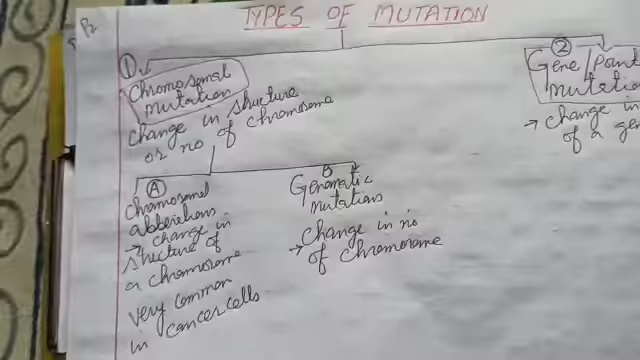 TYPES OF MUTATION
①
Chromosomal
mutation
change in structure
or no of chromosome
②
Gene/Point
mutation
→ change in
of a gen
Ⓐ
Chromosomal
abberations
→ change in
structure of
a chromosome
very common
in cancer cells
B
Genomatic
mutations
→ change in no
of chromosome